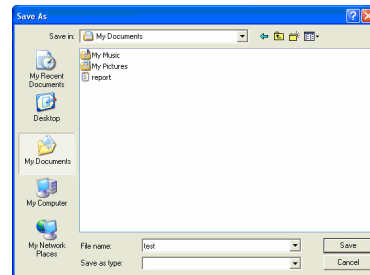 Save As
Save in:
My Documents
My Recent
Documents
Desktop
My Documents
My Computer
My Network
Places
My Music
My Pictures
report
File name:
test
Save
Save as type:
Cancel